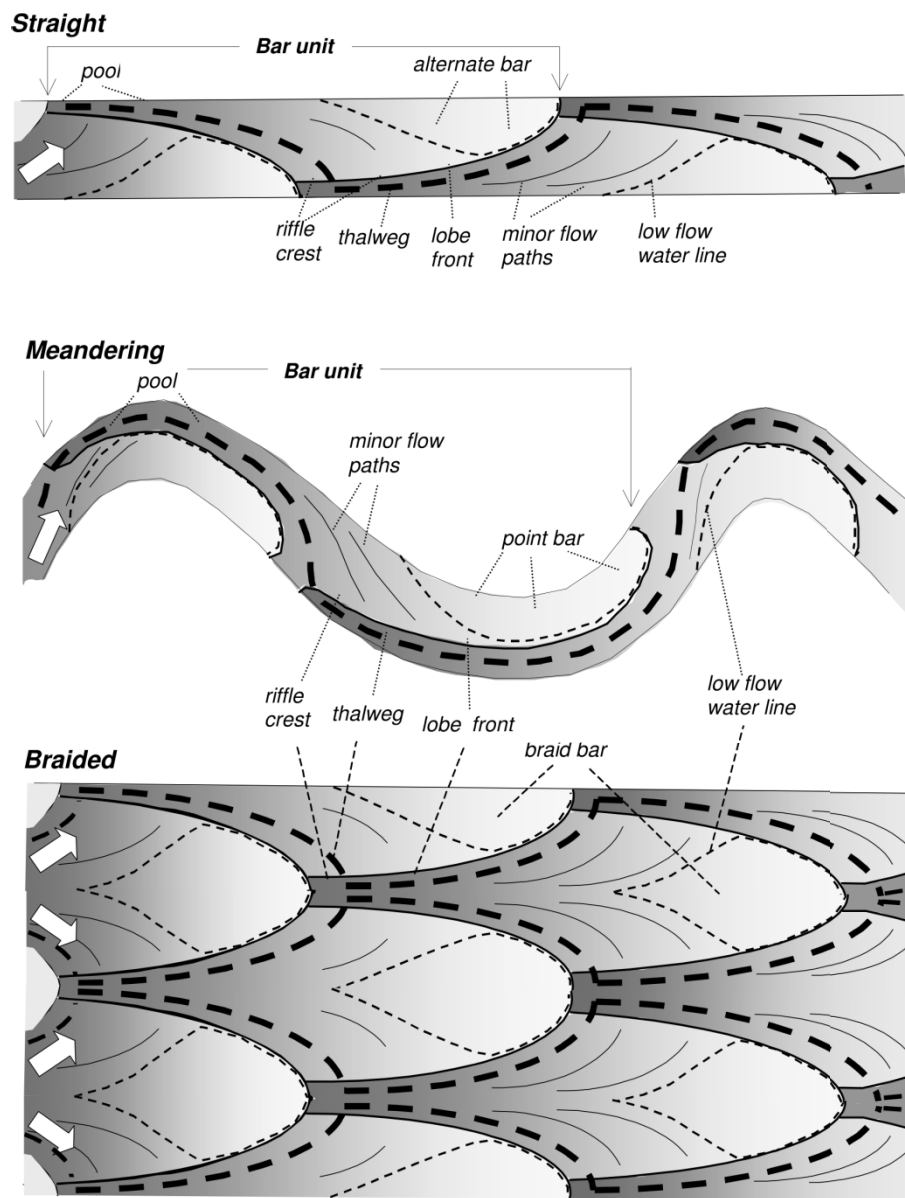 Straight
Bar unit
pool
alternate bar
riffle
crest
thalweg
lobe
front
minor flow
paths
low flow
water line
Meandering
Bar unit
pool
minor flow
paths
point bar
riffle
crest
thalweg
lobe front
low flow
water line
Braided
braid bar